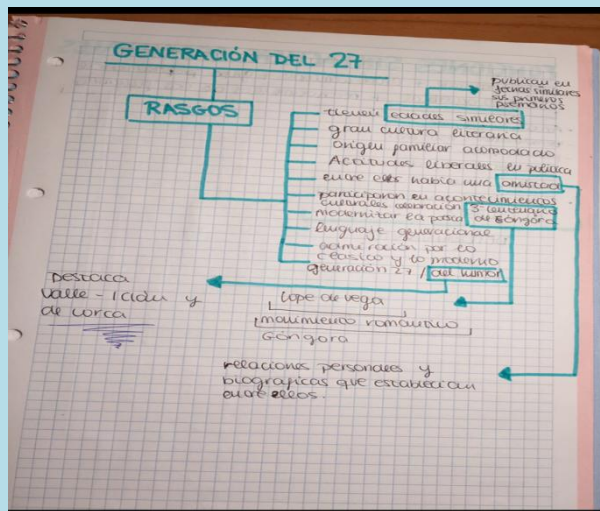 GENERACIÓN DEL 27
publican en
fechas similares
sus primeros
poemarios
RASGOS
tienen edades similares
gran cultura literaria
origen familiar acomodado
Actitudes liberales en política
entre ellos había una amistad
participaron en acontecimientos
culturales celebración 3º centenario
modernizar la poesía de Góngora
lenguaje generacional
admiración por lo
clásico y lo moderno
generación 27 / del humor
Destaca
Valle-Iclán y
de Lorca
Lope de vega
movimiento romántico
Góngora
relaciones personales y
biográficas que establecían
entre ellos.